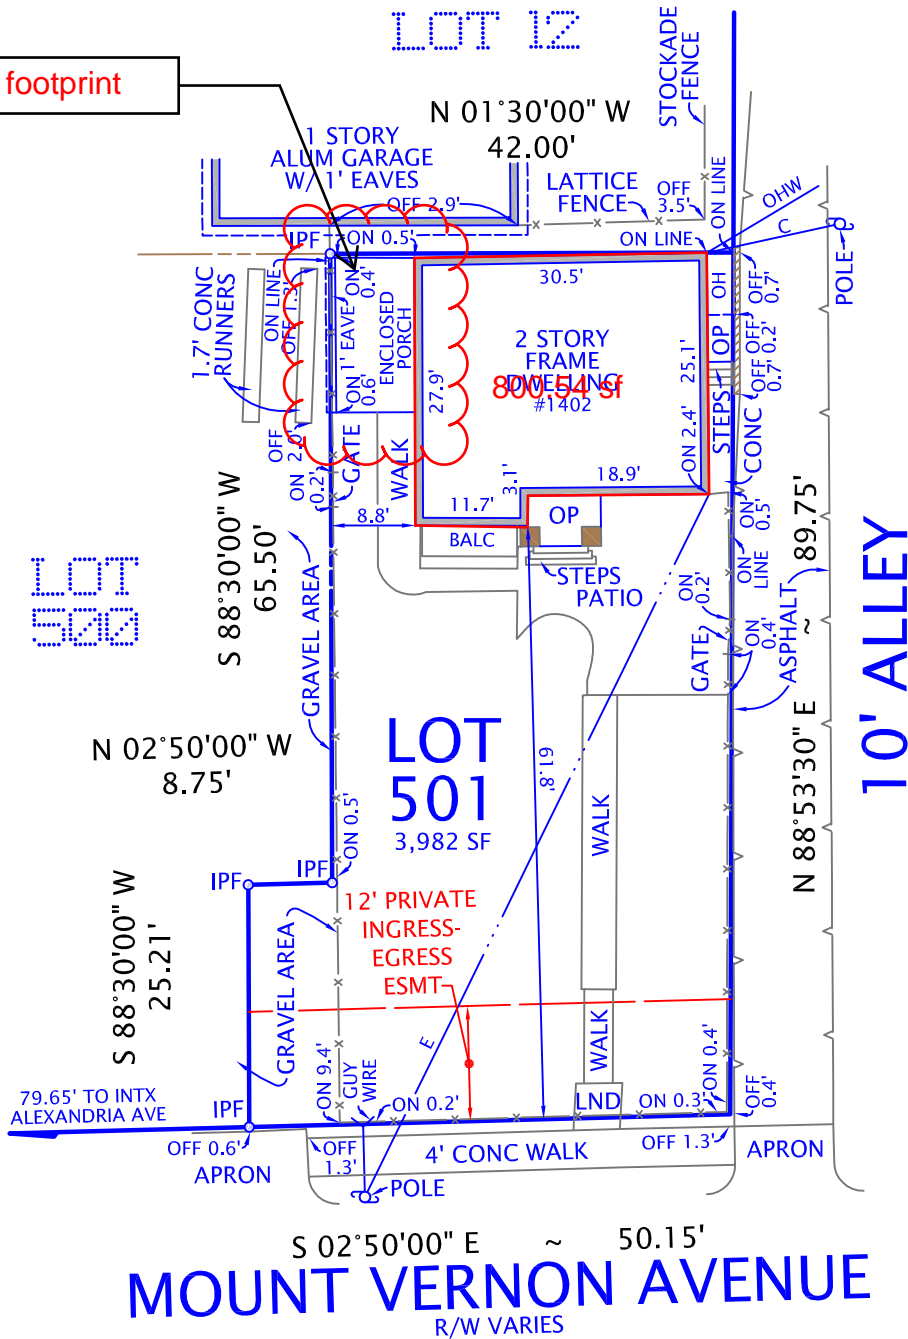 LOT 12
STOCKADE
FENCE
footprint
N 01°30'00" W
42.00'
1 STORY
ALUM GARAGE
W/ 1' EAVES
LATTICE
FENCE
OFF
3.5'
ON LINE
OHW
C
POLE
OFF 2.9'
IPF
ON 0.5'
ON LINE
30.5'
1.7' CONC
RUNNERS
ON LINE
OFF 1.3'
ON
0.4'
1' EAVE
ON
0.6'
ENCLOSED
PORCH
27.9'
2 STORY
FRAME
DWELLING
800.54 sf
#1402
25.1'
OH
OP
STEPS
OFF
0.7'
OFF
0.2'
OFF
0.7'
CONC
ON 2.4'
OFF
2.0'
ON
0.2'
GATE
WALK
8.8'
11.7'
3.1'
18.9'
BALC
OP
STEPS
PATIO
ON
0.5'
ON
LINE
ON
0.2'
ON
0.4'
GATE
ASPHALT
N 88°53'30" E ~ 89.75'
10' ALLEY
LOT
500
S 88°30'00" W
65.50'
GRAVEL AREA
N 02°50'00" W
8.75'
LOT
501
3,982 SF
61.8'
WALK
ON 0.5'
IPF
IPF
12' PRIVATE
INGRESS-
EGRESS
ESMT
S 88°30'00" W
25.21'
GRAVEL AREA
E
WALK
ON 9.4'
GUY
WIRE
ON 0.2'
LND
ON 0.3'
ON 0.4'
OFF
0.4'
79.65' TO INTX
ALEXANDRIA AVE
IPF
OFF 0.6'
APRON
OFF
1.3'
4' CONC WALK
OFF 1.3'
APRON
POLE
S 02°50'00" E ~ 50.15'
MOUNT VERNON AVENUE
R/W VARIES